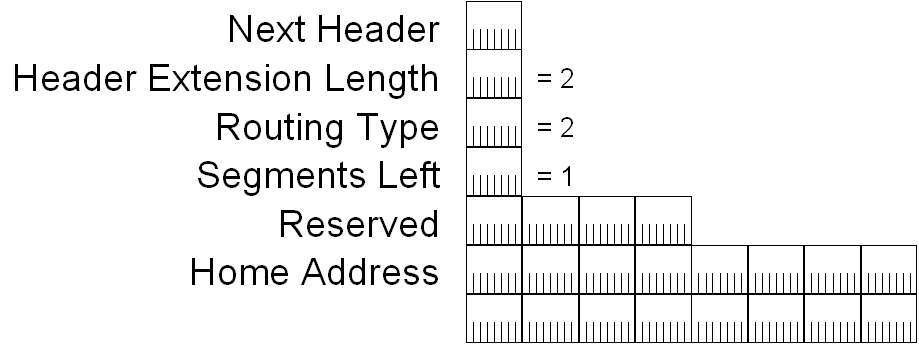 Next Header
Header Extension Length = 2
Routing Type = 2
Segments Left = 1
Reserved
Home Address